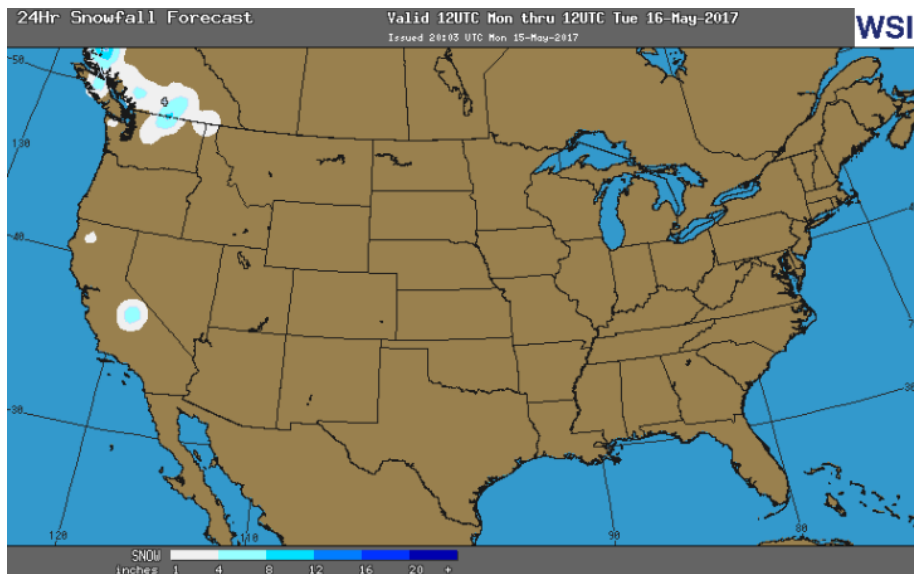 24Hr Snowfall Forecast
Valid 12UTC Mon thru 12UTC Tue 16-May-2017
Issued 20:03 UTC Mon 15-May-2017
WSI
50
4
130
40
30
120
110
90
80
SNOW
inches 1 4 8 12 16 20 +